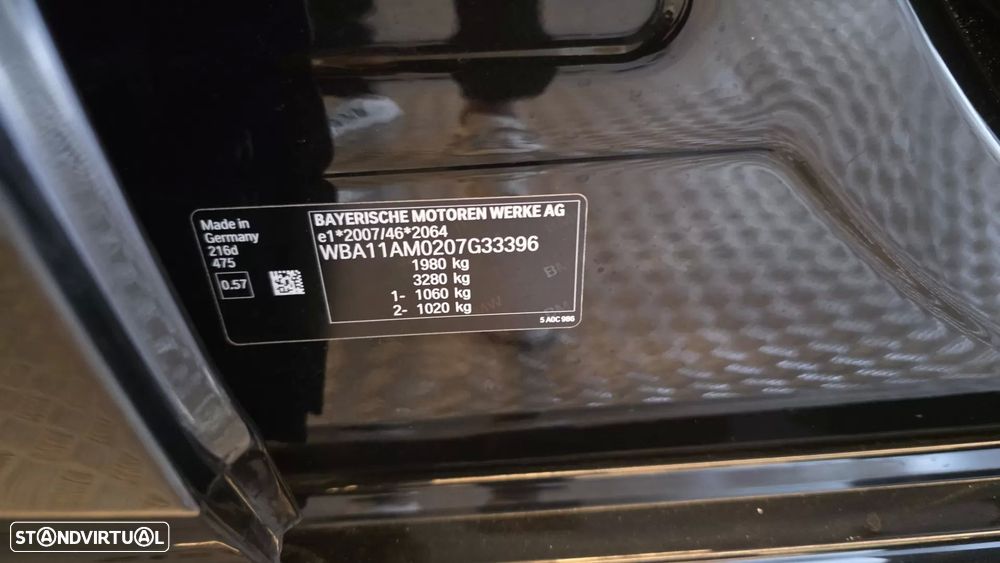 Made in
Germany
216d
475
0.57
BAYERISCHE MOTOREN WERKE AG
e1*2007/46*2064
WBA11AM0207G33396
1980 kg
3280 kg
1- 1060 kg
2- 1020 kg
5 A0C 986
STANDVIRTUAL